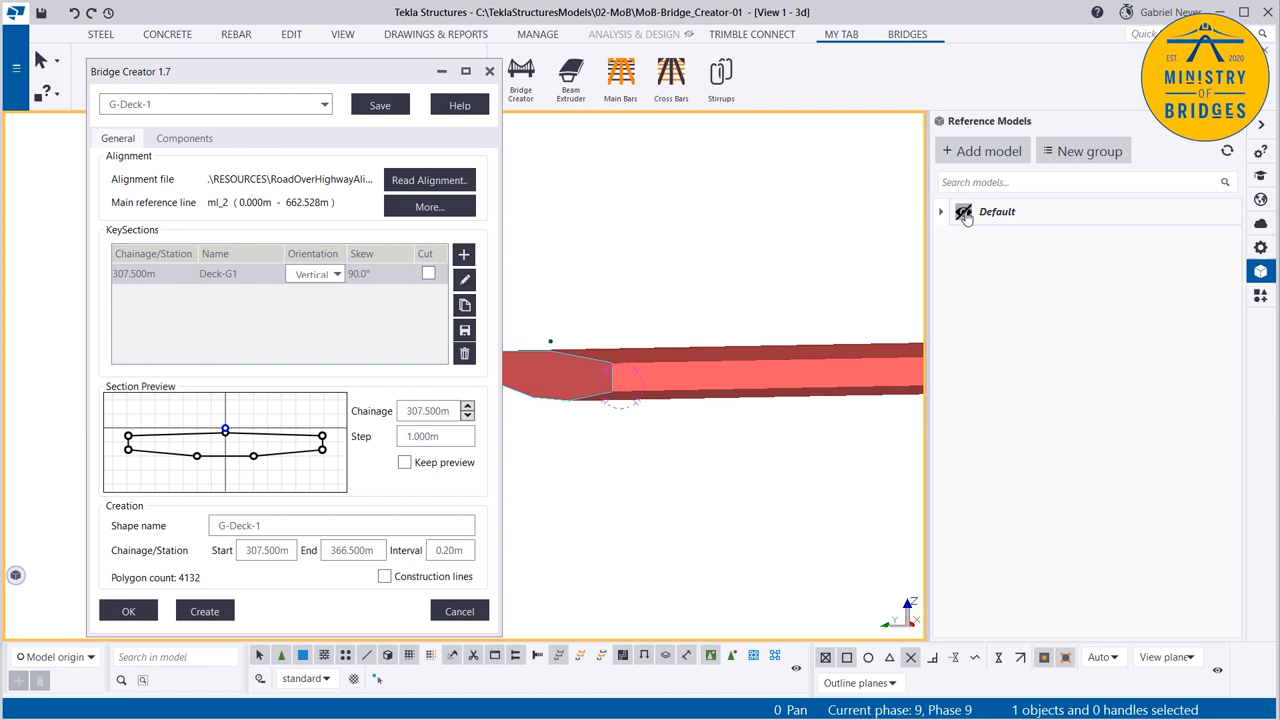 Tekla Structures - C:\TeklaStructuresModels\02-MoB\MoB-Bridge_Creator-01 - [View 1 - 3d]
Gabriel Neves
STEEL CONCRETE REBAR EDIT VIEW DRAWINGS & REPORTS MANAGE ANALYSIS & DESIGN TRIMBLE CONNECT MY TAB BRIDGES Quick
Bridge Creator 1.7
G-Deck-1 Save Help
General Components
Alignment
Alignment file .\RESOURCES\RoadOverHighwayAli... Read Alignment..
Main reference line ml_2 ( 0.000m - 662.528m ) More...
KeySections
Chainage/Station Name Orientation Skew Cut
307.500m Deck-G1 Vertical 90.0°
Section Preview
Chainage 307.500m
Step 1.000m
Keep preview
Creation
Shape name G-Deck-1
Chainage/Station Start 307.500m End 366.500m Interval 0.20m
Polygon count: 4132 Construction lines
OK Create Cancel
Bridge Creator
Beam Extruder
Main Bars
Cross Bars
Stirrups
Reference Models
+ Add model New group
Search models...
Default
EST. 2020
MINISTRY
OF
BRIDGES
Z
Y
X
Model origin Search in model standard Auto View plane
Outline planes
0 Pan Current phase: 9, Phase 9 1 objects and 0 handles selected